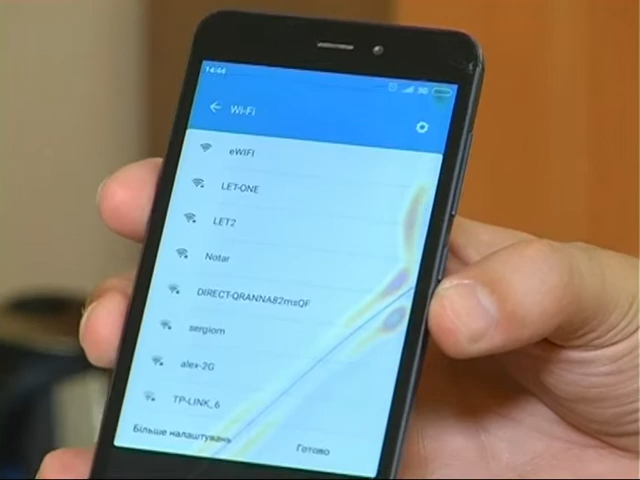 14:44
3G
Wi-Fi
eWIFI
LET-ONE
LET2
Notar
DIRECT-QRANNA82msQF
sergiom
alex-2G
TP-LINK_6
Більше налаштувань
Готово